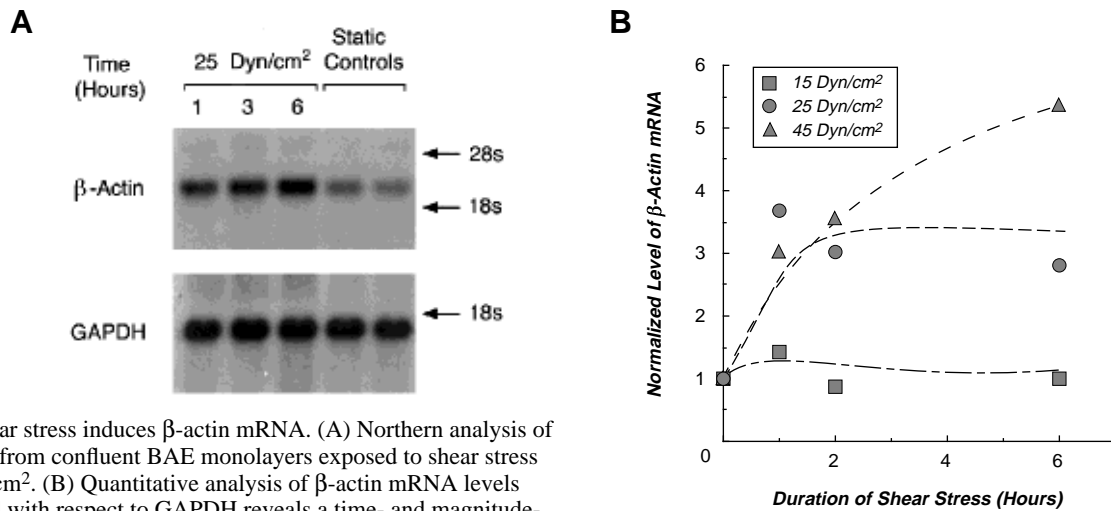 A
Time
(Hours)
25 Dyn/cm²
Static
Controls
1 3 6
β-Actin
28s
18s
GAPDH
18s
ar stress induces β-actin mRNA. (A) Northern analysis of
from confluent BAE monolayers exposed to shear stress
cm². (B) Quantitative analysis of β-actin mRNA levels
with respect to GAPDH reveals a time- and magnitude-
B
Normalized Level of β-Actin mRNA
6
5
4
3
2
1
0
15 Dyn/cm²
25 Dyn/cm²
45 Dyn/cm²
0 2 4 6
Duration of Shear Stress (Hours)